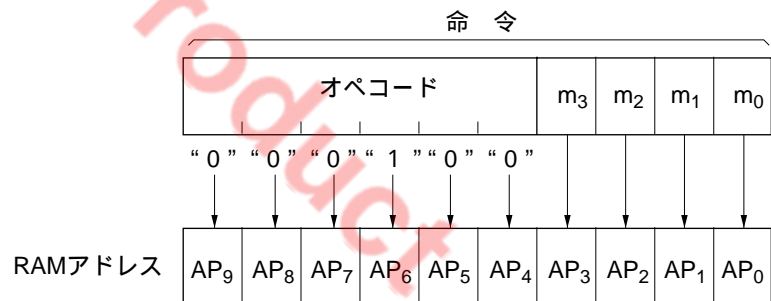 命 令
オペコード m3 m2 m1 m0
“ 0 ” “ 0 ” “ 0 ” “ 1 ” “ 0 ” “ 0 ”
RAMアドレス AP9 AP8 AP7 AP6 AP5 AP4 AP3 AP2 AP1 AP0
roduct